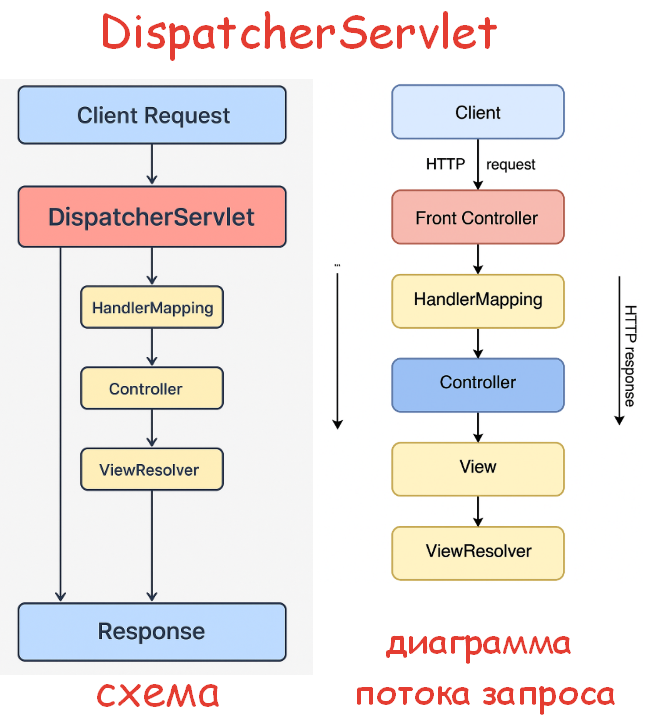 DispatcherServlet
Client Request
DispatcherServlet
HandlerMapping
Controller
ViewResolver
Response
схема
Client
HTTP request
Front Controller
HandlerMapping
Controller
View
ViewResolver
...
HTTP response
диаграмма
потока запроса